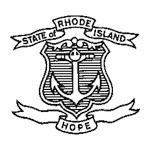 STATE of RHODE ISLAND
HOPE